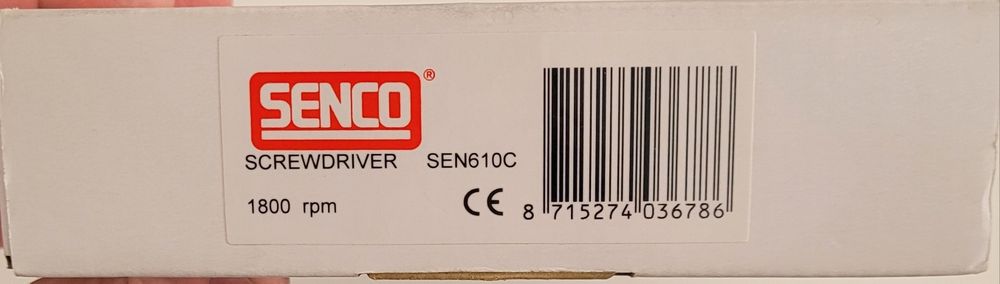 SENCO®
SCREWDRIVER SEN610C
1800 rpm CE
8 715274 036786